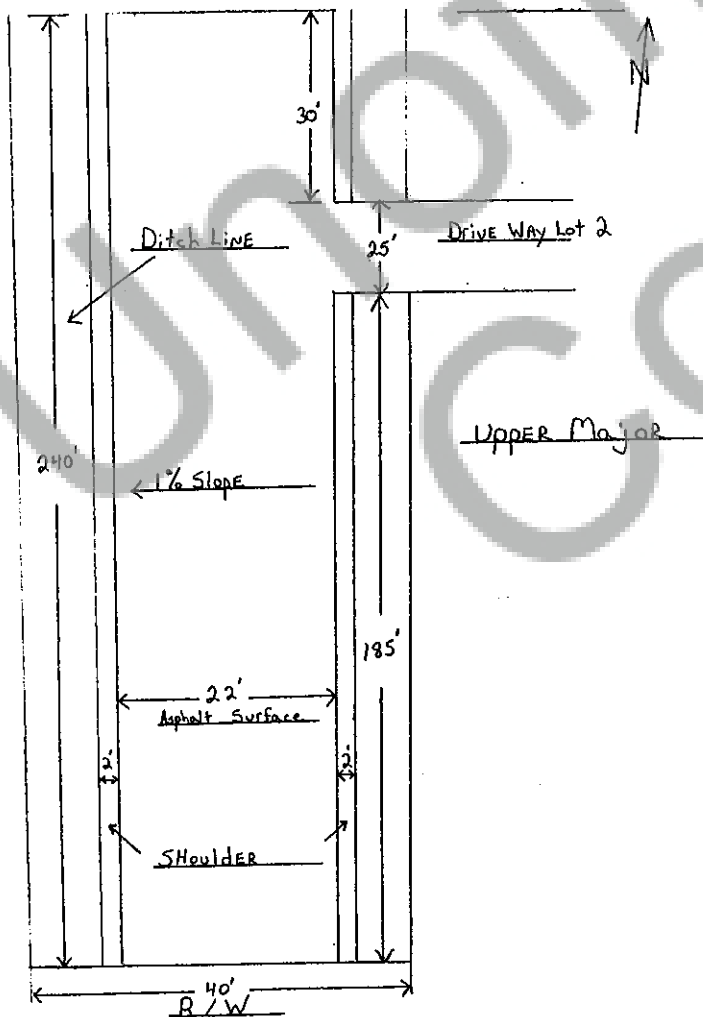 N
30'
Ditch LiNE
25'
Drive WAy Lot 2
UppER MajoR
240'
1% SlopE
185'
22'
Asphalt Surface
2'
2'
SHouldER
40'
R/W